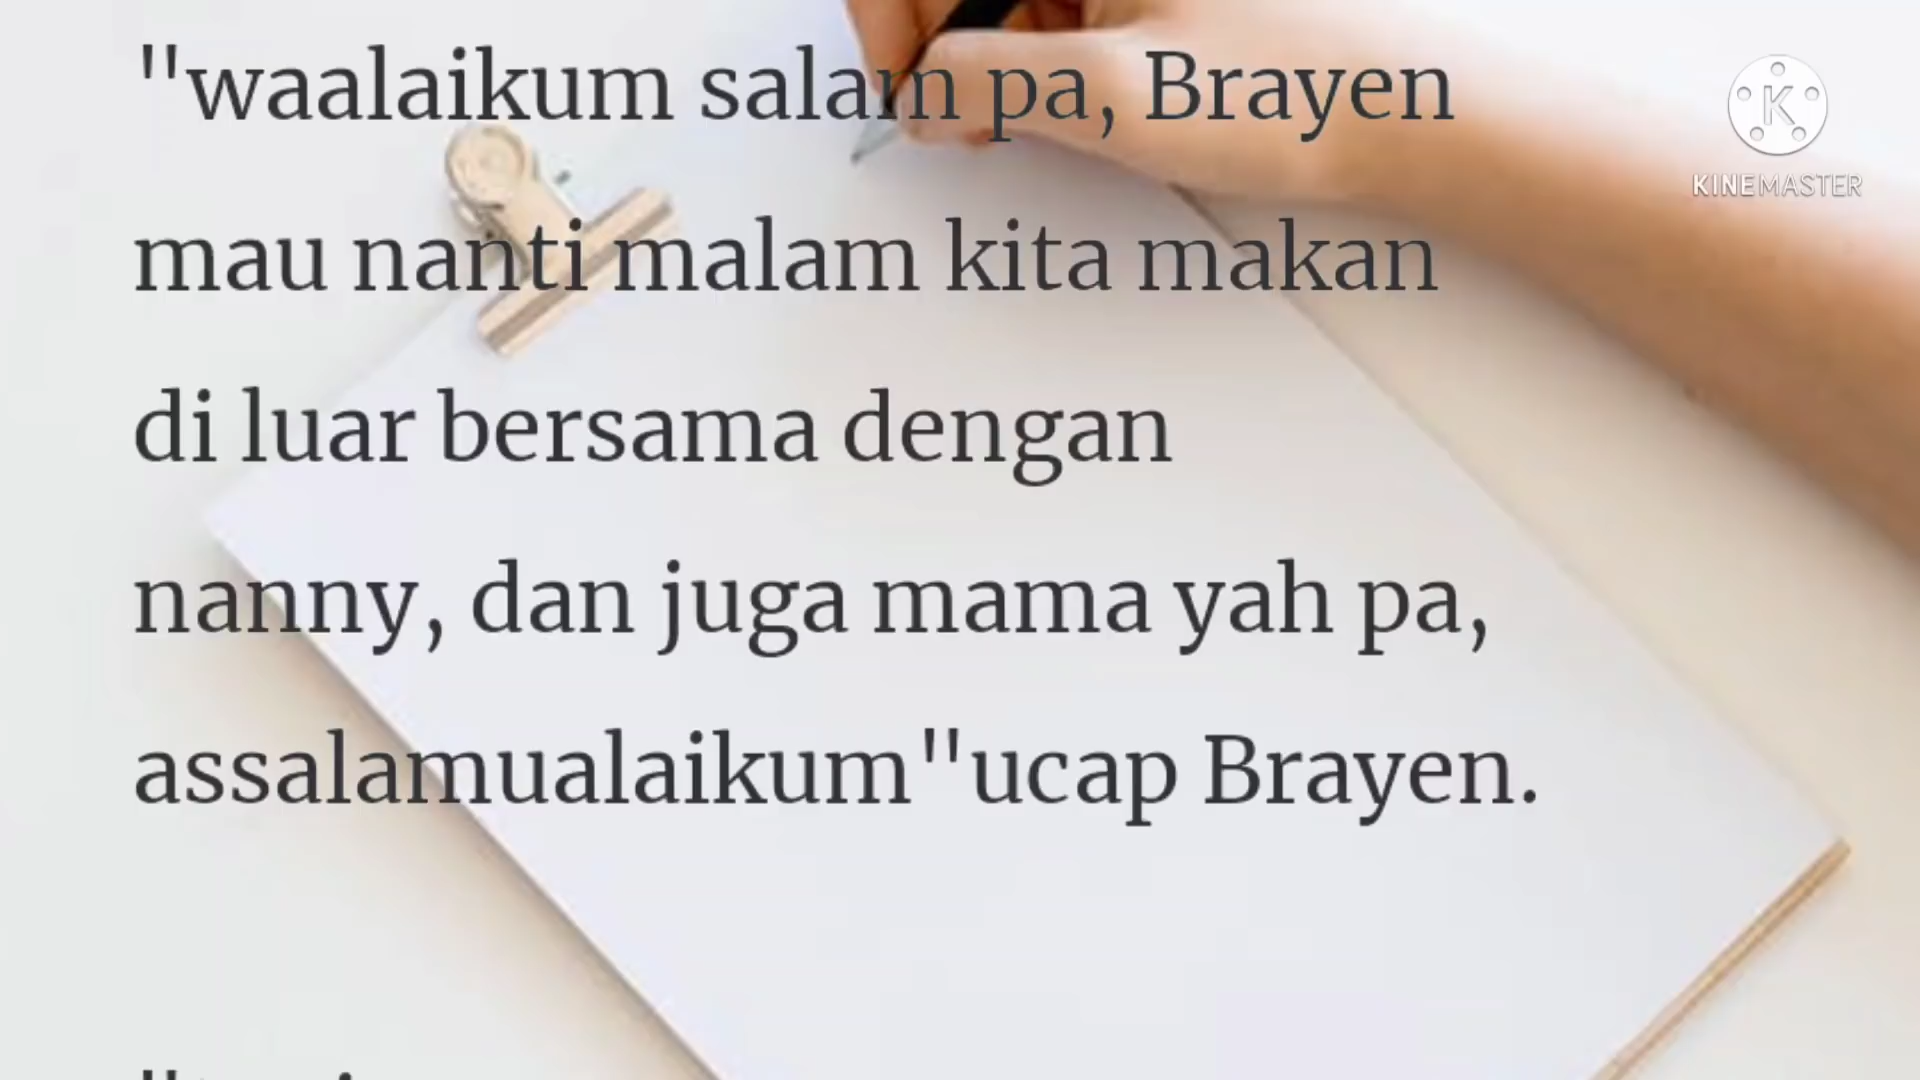 "waalaikum salam pa, Brayen
mau nanti malam kita makan
di luar bersama dengan
nanny, dan juga mama yah pa,
assalamualaikum"ucap Brayen.
K
KINEMASTER